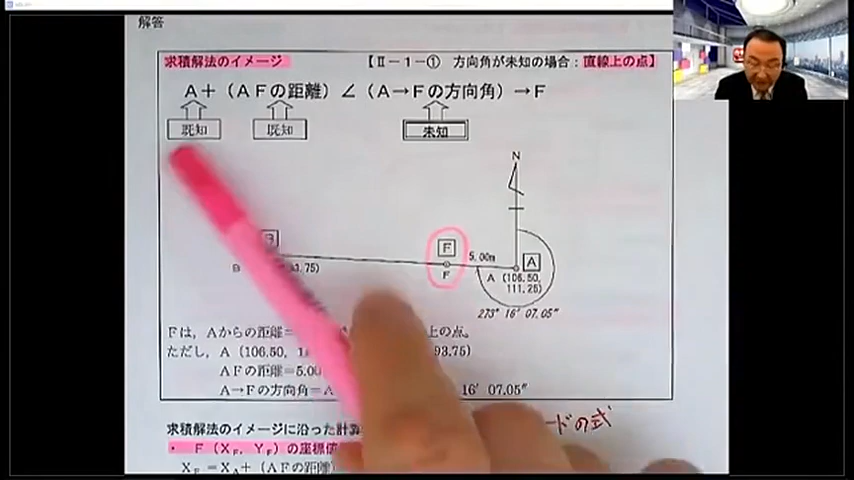 解答
求積解法のイメージ 【Ⅱ－1－① 方向角が未知の場合：直線上の点】
A＋（AFの距離）∠（A→Fの方向角）→F
既知 既知 未知
N
B F 5.00m A
B .75) F A (106.50,
111.25)
273° 16′ 07.05″
Fは，Aからの距離= 上の点。
ただし，A（106.50， 93.75）
AFの距離=5.00
A→Fの方向角=A 16′ 07.05″
求積解法のイメージに沿った計算 ードの式
・ F（XF，YF）の座標値
XF =XA+（AFの距離）